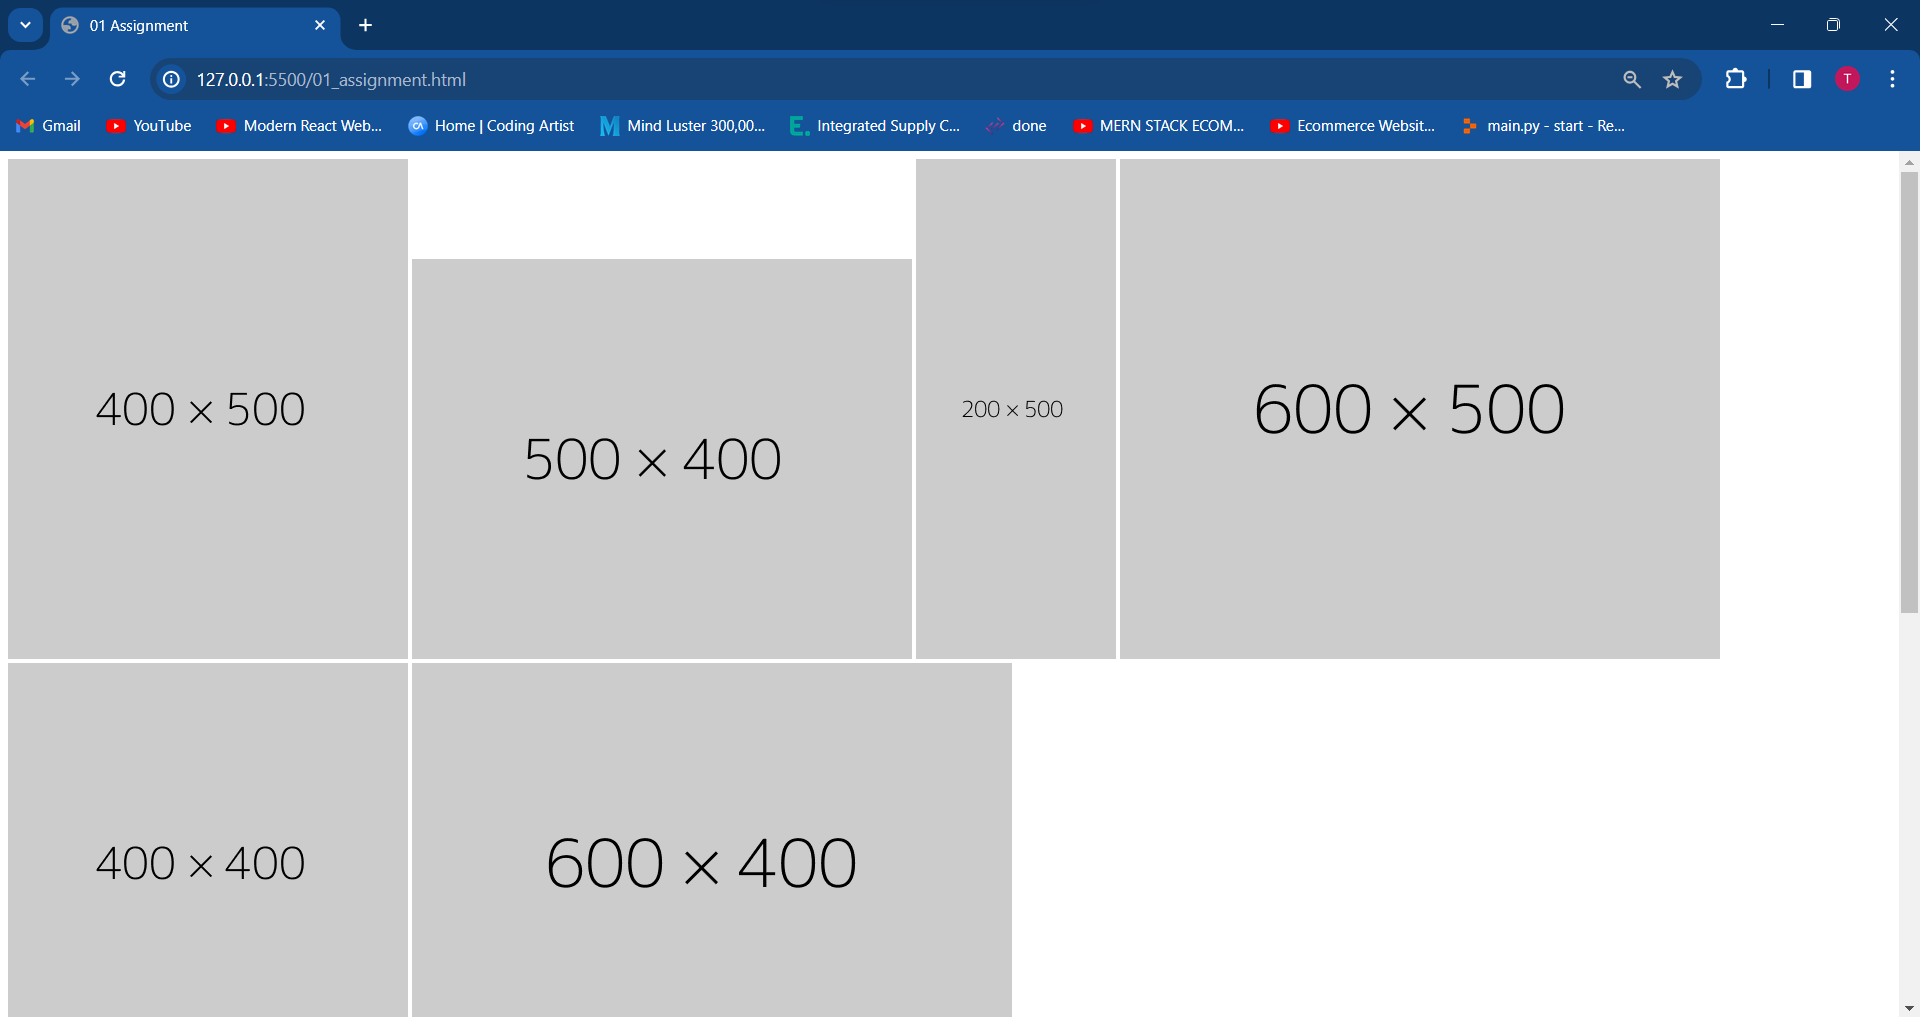 01 Assignment
127.0.0.1:5500/01_assignment.html
T
Gmail
YouTube
Modern React Web...
Home | Coding Artist
Mind Luster 300,00...
Integrated Supply C...
done
MERN STACK ECOM...
Ecommerce Websit...
main.py - start - Re...
400 × 500
500 × 400
200 × 500
600 × 500
400 × 400
600 × 400